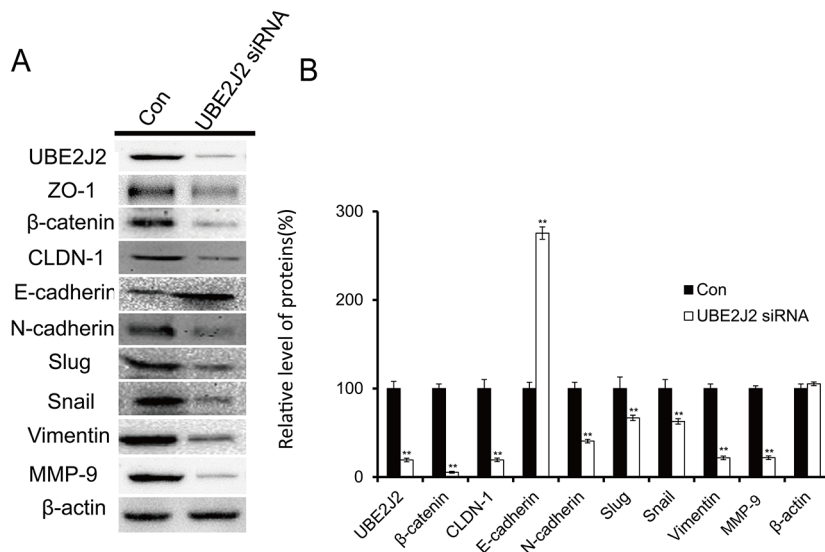 A
Con
UBE2J2 siRNA
UBE2J2
ZO-1
β-catenin
CLDN-1
E-cadherin
N-cadherin
Slug
Snail
Vimentin
MMP-9
β-actin
B
Relative level of proteins(%)
300
200
100
0
**
**
**
**
**
**
**
**
**
Con
UBE2J2 siRNA
UBE2J2
β-catenin
CLDN-1
E-cadherin
N-cadherin
Slug
Snail
Vimentin
MMP-9
β-actin